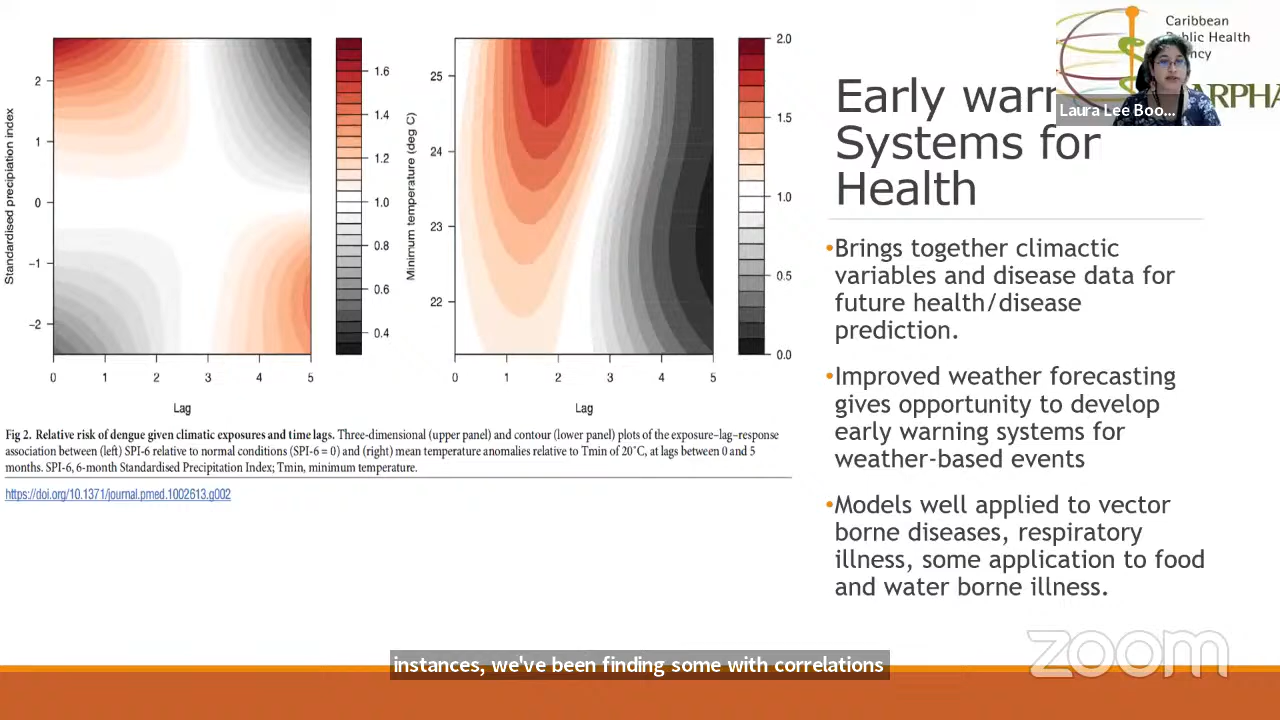 Caribbean
Public Health
Agency
CARPHA
Laura Lee Boo...
Early warn
Systems for
Health
•Brings together climactic
variables and disease data for
future health/disease
prediction.
•Improved weather forecasting
gives opportunity to develop
early warning systems for
weather-based events
•Models well applied to vector
borne diseases, respiratory
illness, some application to food
and water borne illness.
Standardised precipiation index
2
1
0
−1
−2
0 1 2 3 4 5
Lag
1.6
1.4
1.2
1.0
0.8
0.6
0.4
Minimum temperature (deg C)
25
24
23
22
0 1 2 3 4 5
Lag
2.0
1.5
1.0
0.5
0.0
Fig 2. Relative risk of dengue given climatic exposures and time lags. Three-dimensional (upper panel) and contour (lower panel) plots of the exposure–lag–response
association between (left) SPI-6 relative to normal conditions (SPI-6 = 0) and (right) mean temperature anomalies relative to Tmin of 20˚C, at lags between 0 and 5
months. SPI-6, 6-month Standardised Precipitation Index; Tmin, minimum temperature.
https://doi.org/10.1371/journal.pmed.1002613.g002
instances, we've been finding some with correlations
zoom